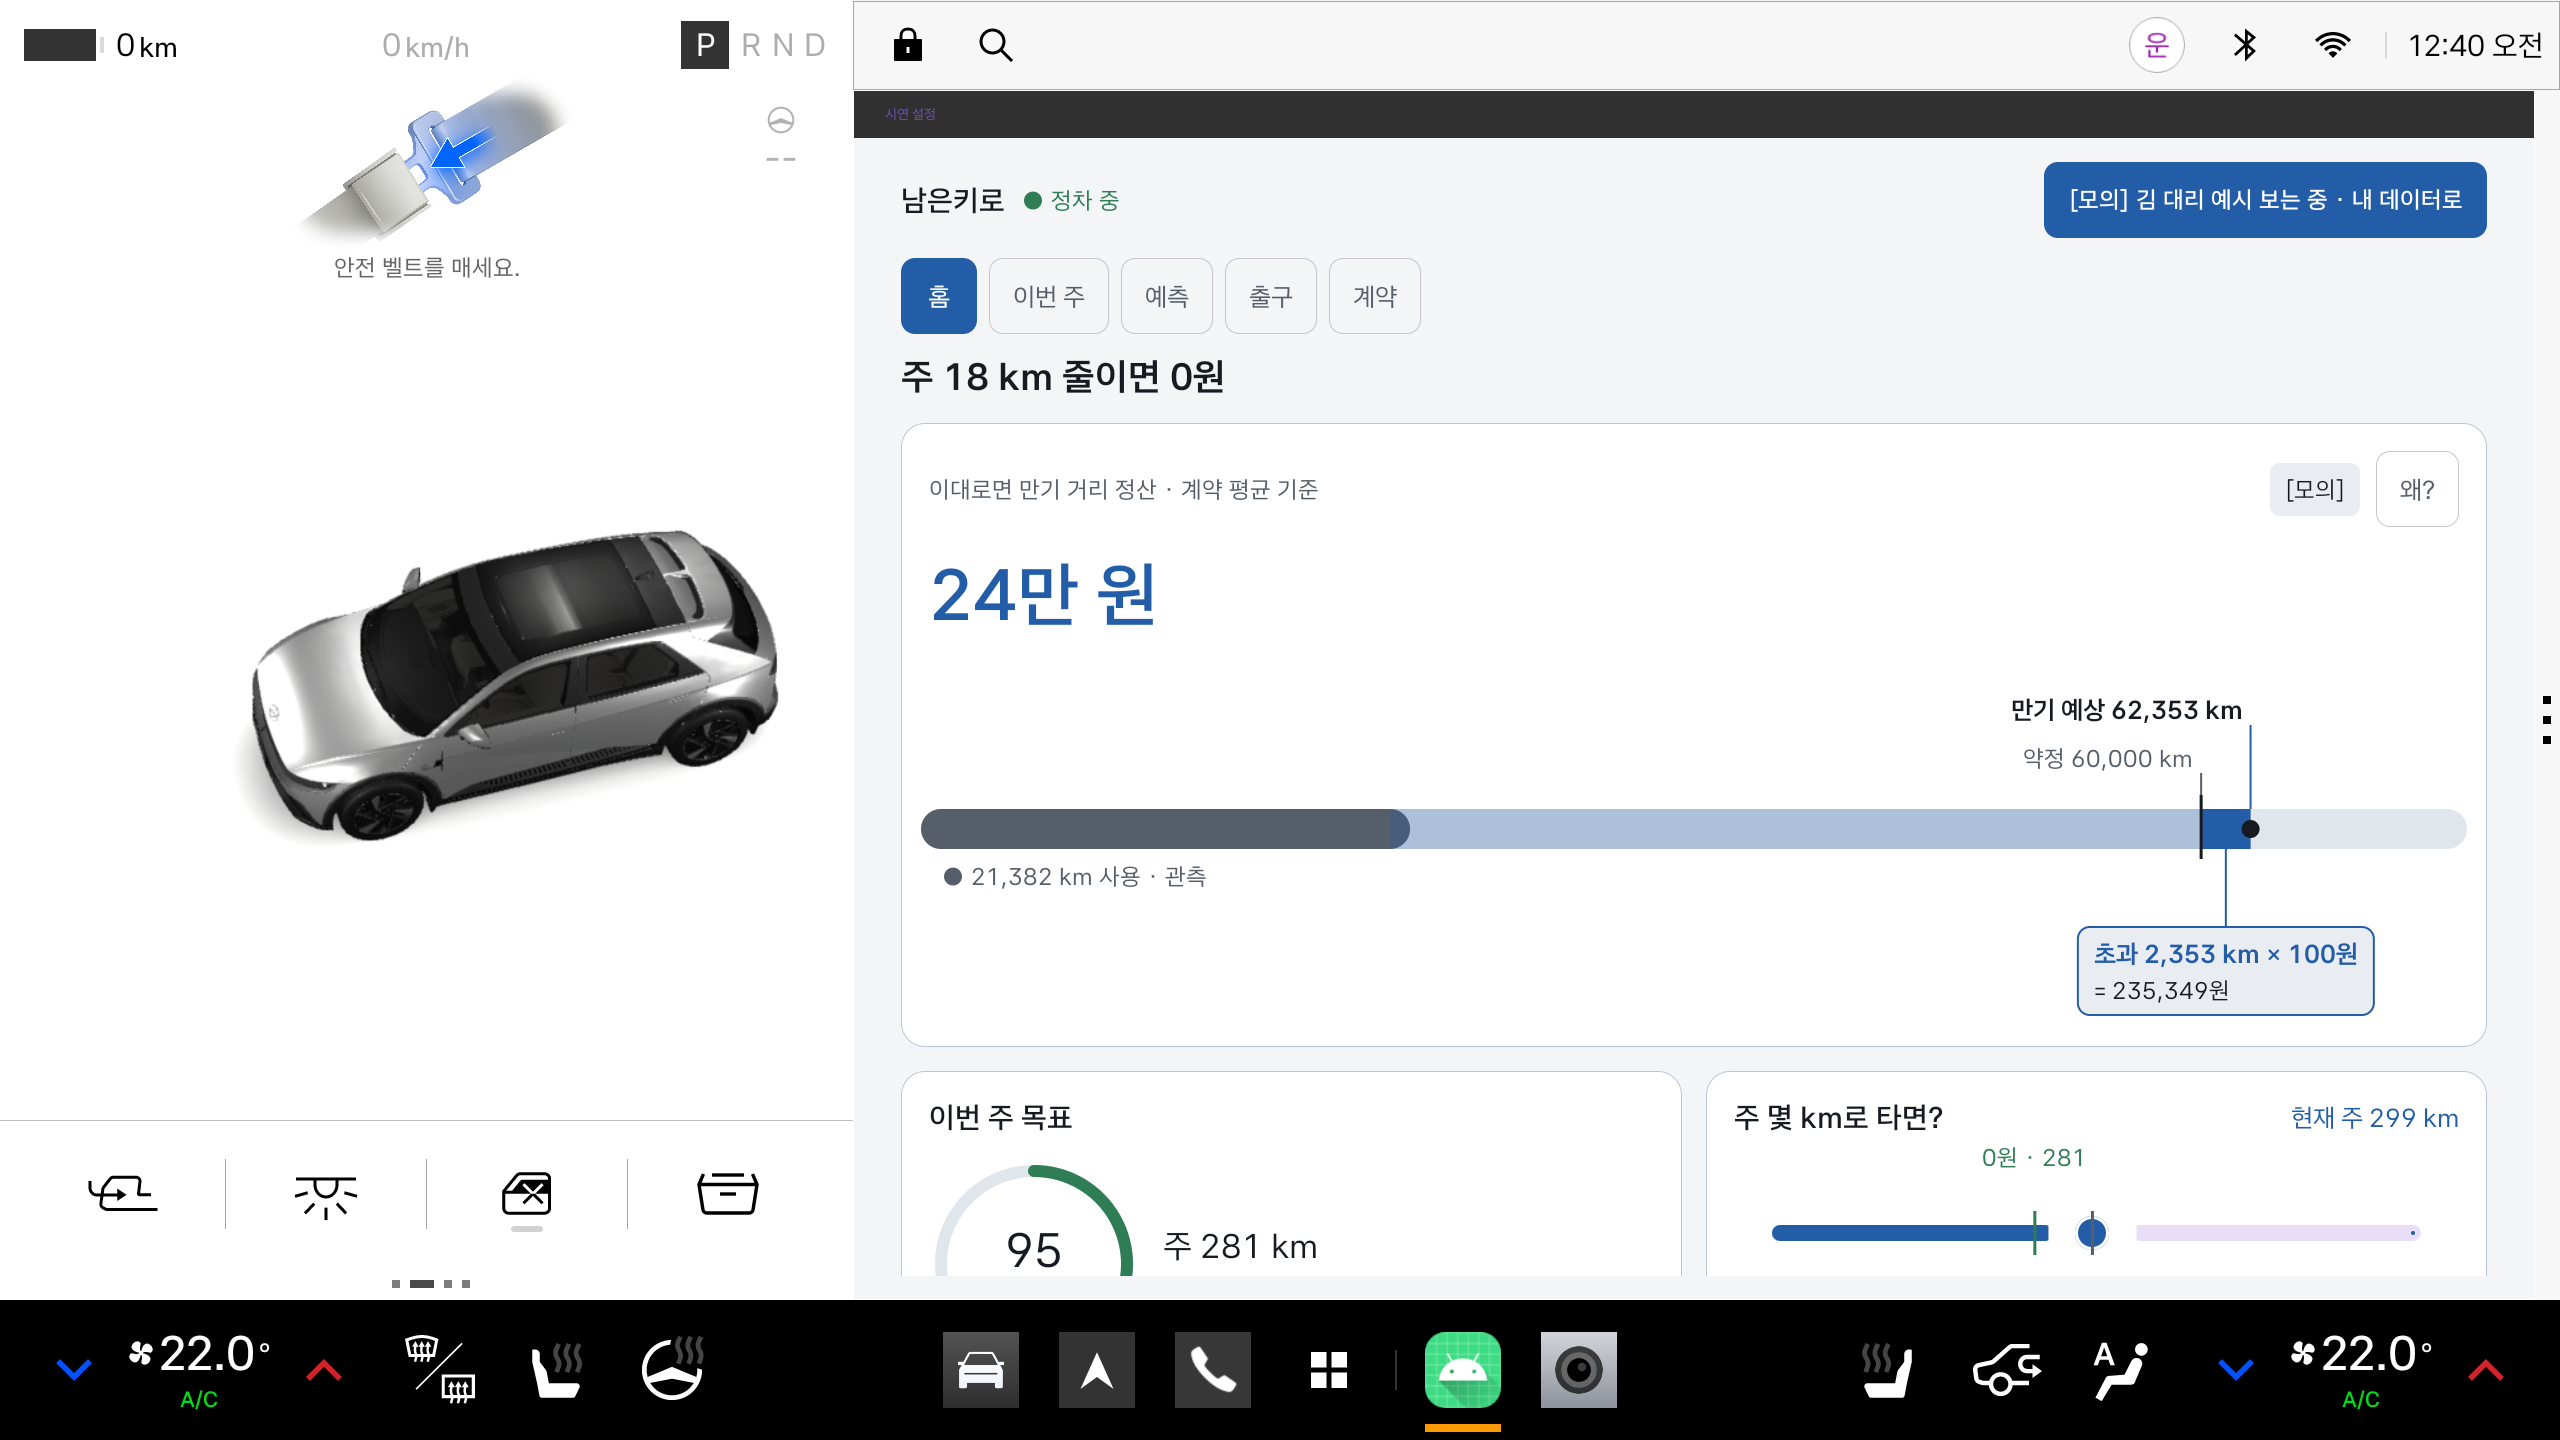 0 km
0 km/h
P R N D
안전 벨트를 매세요.
운
12:40 오전
시연 설정
남은키로
정차 중
[모의] 김 대리 예시 보는 중 · 내 데이터로
홈
이번 주
예측
출구
계약
주 18 km 줄이면 0원
이대로면 만기 거리 정산 · 계약 평균 기준
[모의]
왜?
24만 원
만기 예상 62,353 km
약정 60,000 km
21,382 km 사용 · 관측
초과 2,353 km × 100원
= 235,349원
이번 주 목표
95
주 281 km
주 몇 km로 타면?
현재 주 299 km
0원 · 281
22.0°
A/C
A
22.0°
A/C